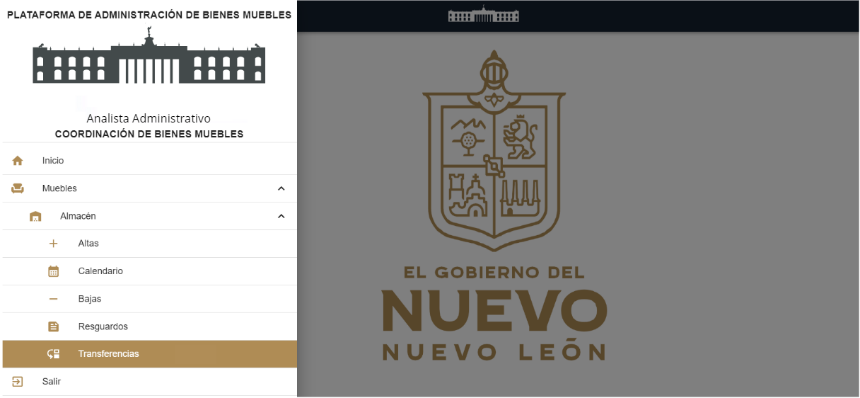 PLATAFORMA DE ADMINISTRACIÓN DE BIENES MUEBLES
Analista Administrativo
COORDINACIÓN DE BIENES MUEBLES
Inicio
Muebles
Almacén
Altas
Calendario
Bajas
Resguardos
Transferencias
Salir
EL GOBIERNO DEL
NUEVO
NUEVO LEÓN